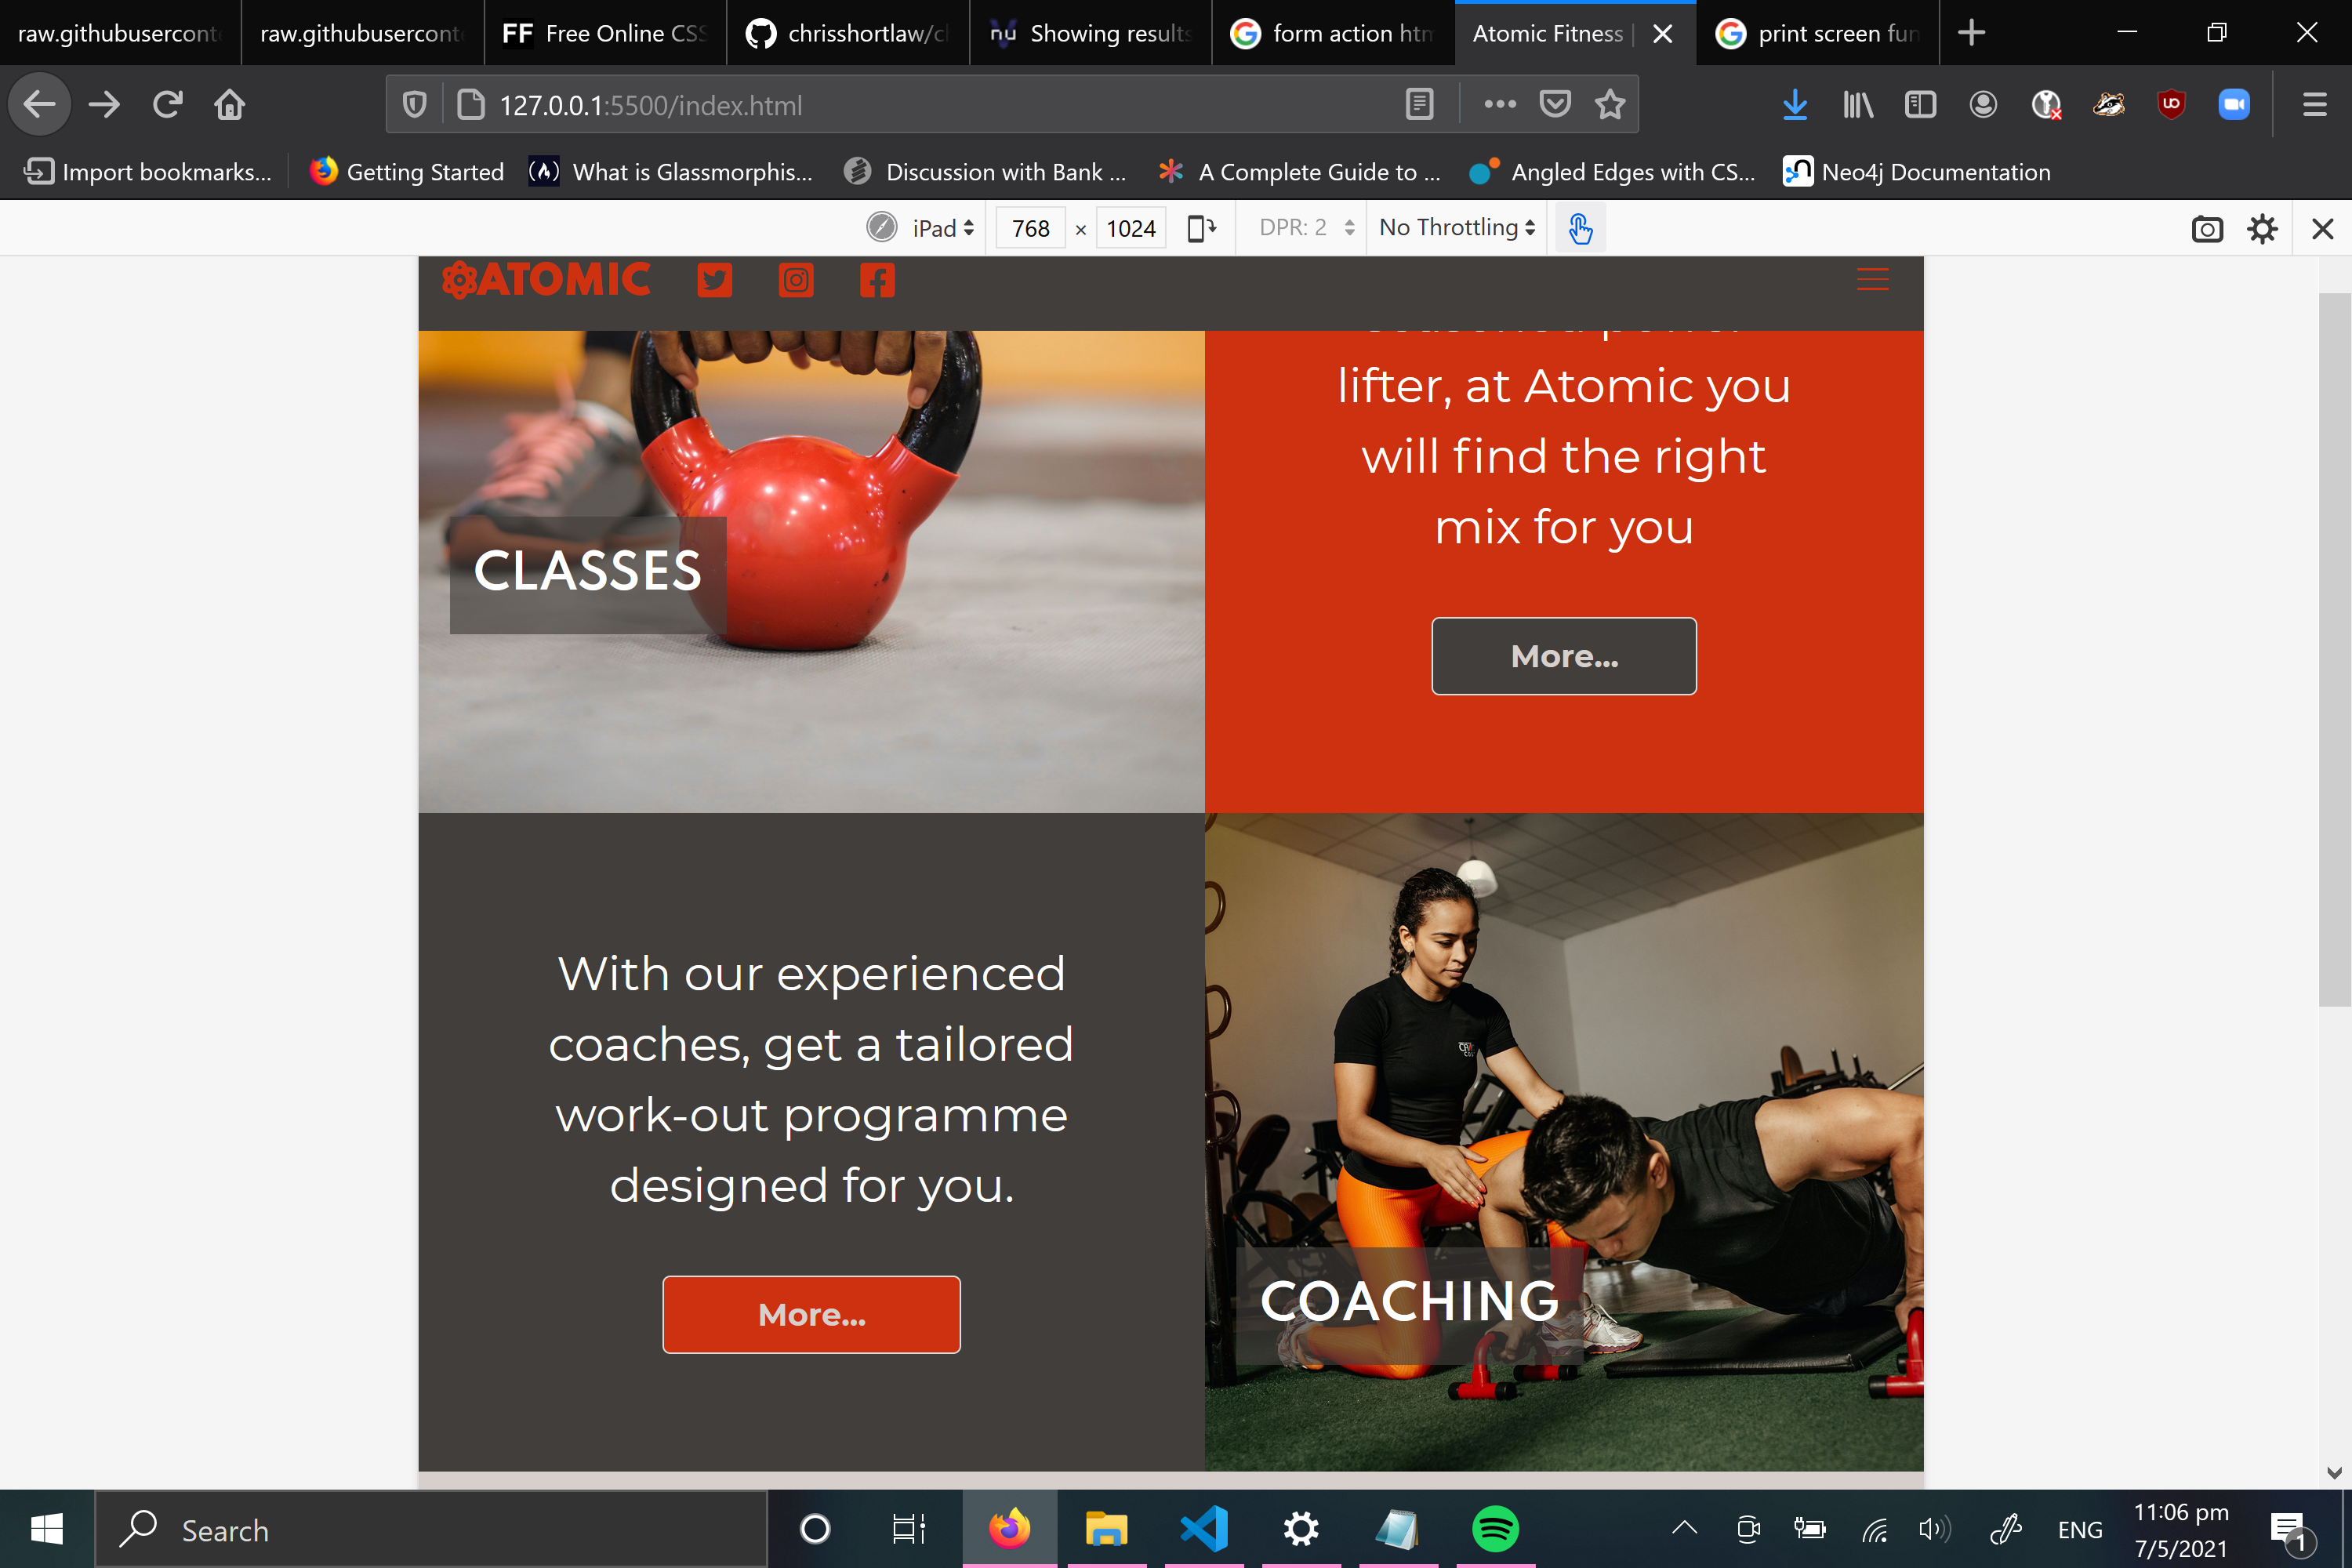 raw.githubuserconte
raw.githubuserconte
FF Free Online CSS
chrisshortlaw/cl
nu Showing results
form action htm
Atomic Fitness |
print screen fun
127.0.0.1:5500/index.html
Import bookmarks...
Getting Started
What is Glassmorphis...
Discussion with Bank ...
A Complete Guide to ...
Angled Edges with CS...
Neo4j Documentation
iPad
768 × 1024
DPR: 2
No Throttling
ATOMIC
lifter, at Atomic you
will find the right
mix for you
More...
CLASSES
With our experienced
coaches, get a tailored
work-out programme
designed for you.
More...
COACHING
Search
ENG
11:06 pm
7/5/2021
1